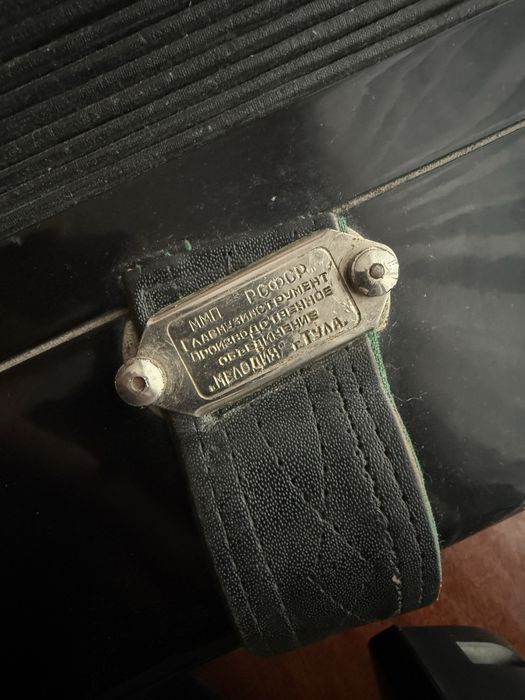 ММП РСФСР
"ГЛАВМУЗИНСТРУМЕНТ"
ПРОИЗВОДСТВЕННОЕ
ОБЪЕДИНЕНИЕ
"МЕЛОДИЯ" г. ТУЛА.